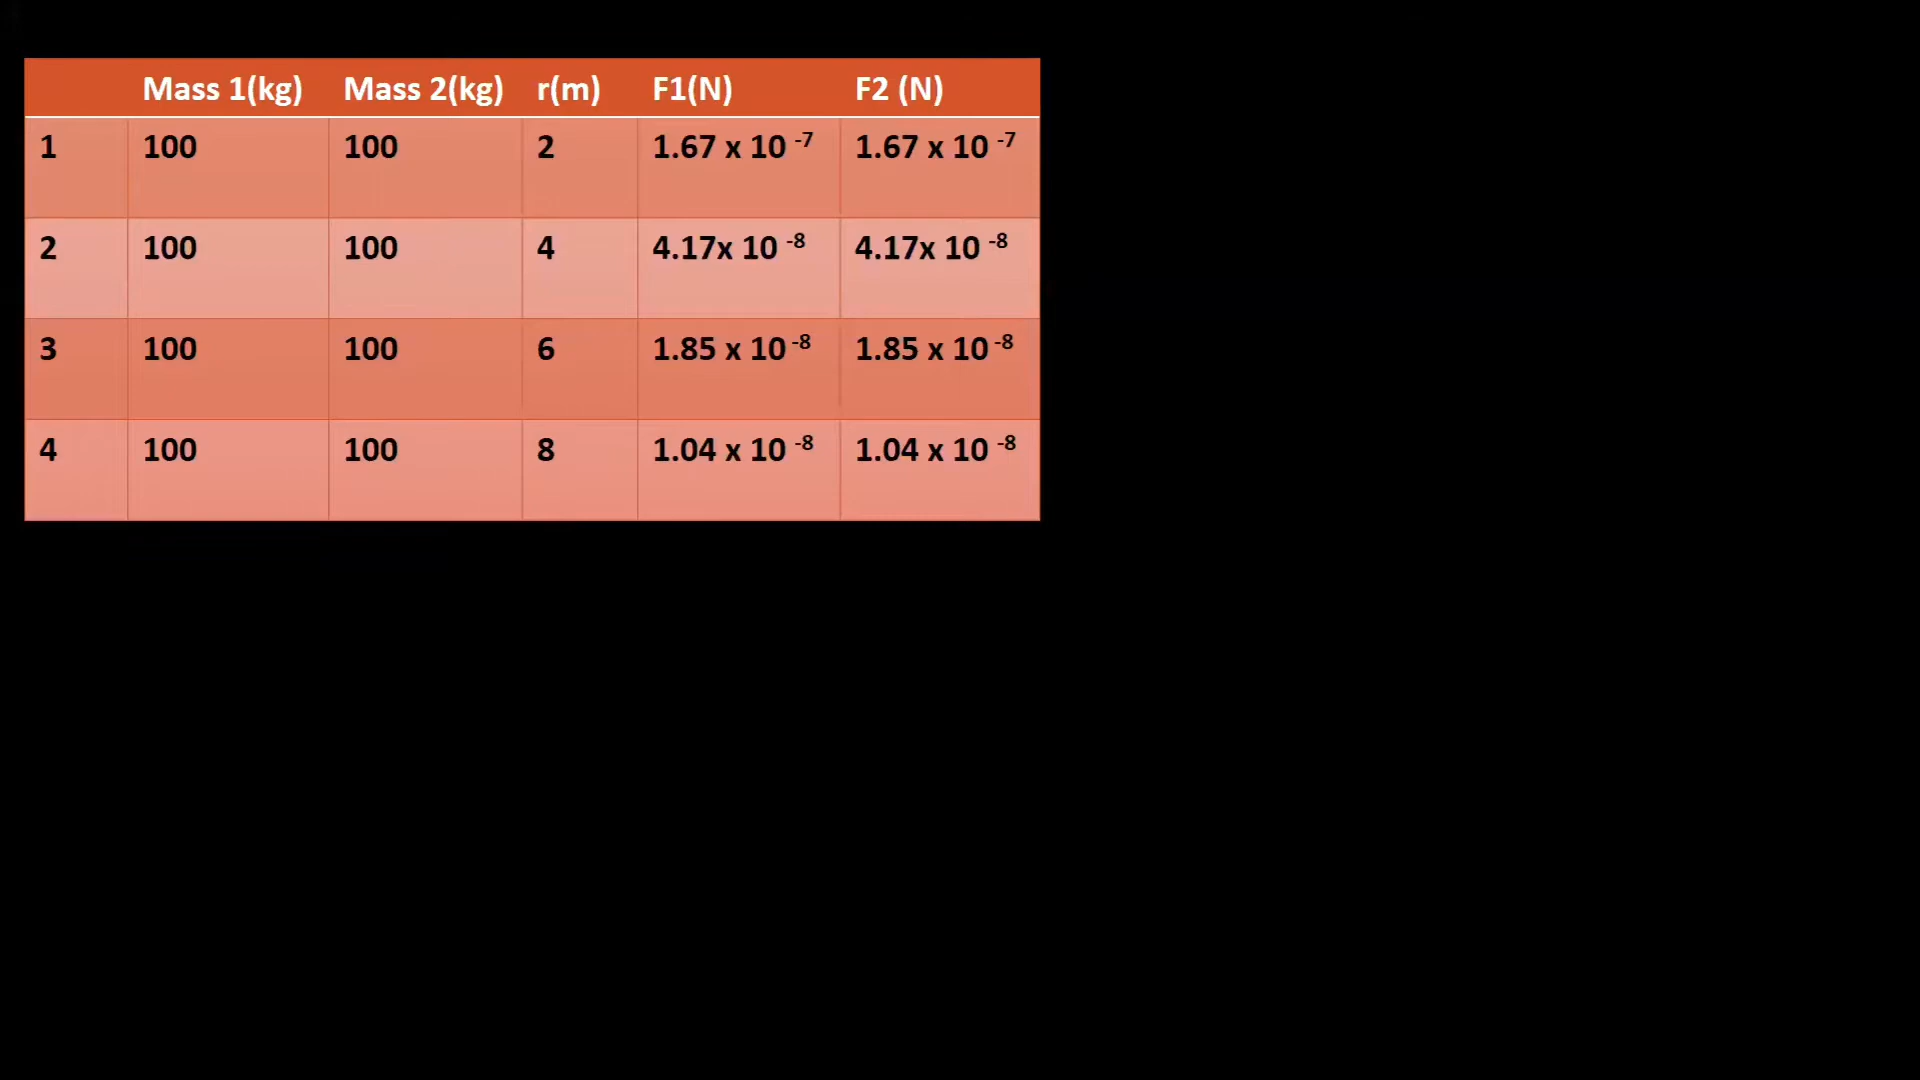 Mass 1(kg) Mass 2(kg) r(m) F1(N) F2 (N)
1 100 100 2 1.67 x 10 -7 1.67 x 10 -7
2 100 100 4 4.17x 10 -8 4.17x 10 -8
3 100 100 6 1.85 x 10 -8 1.85 x 10 -8
4 100 100 8 1.04 x 10 -8 1.04 x 10 -8